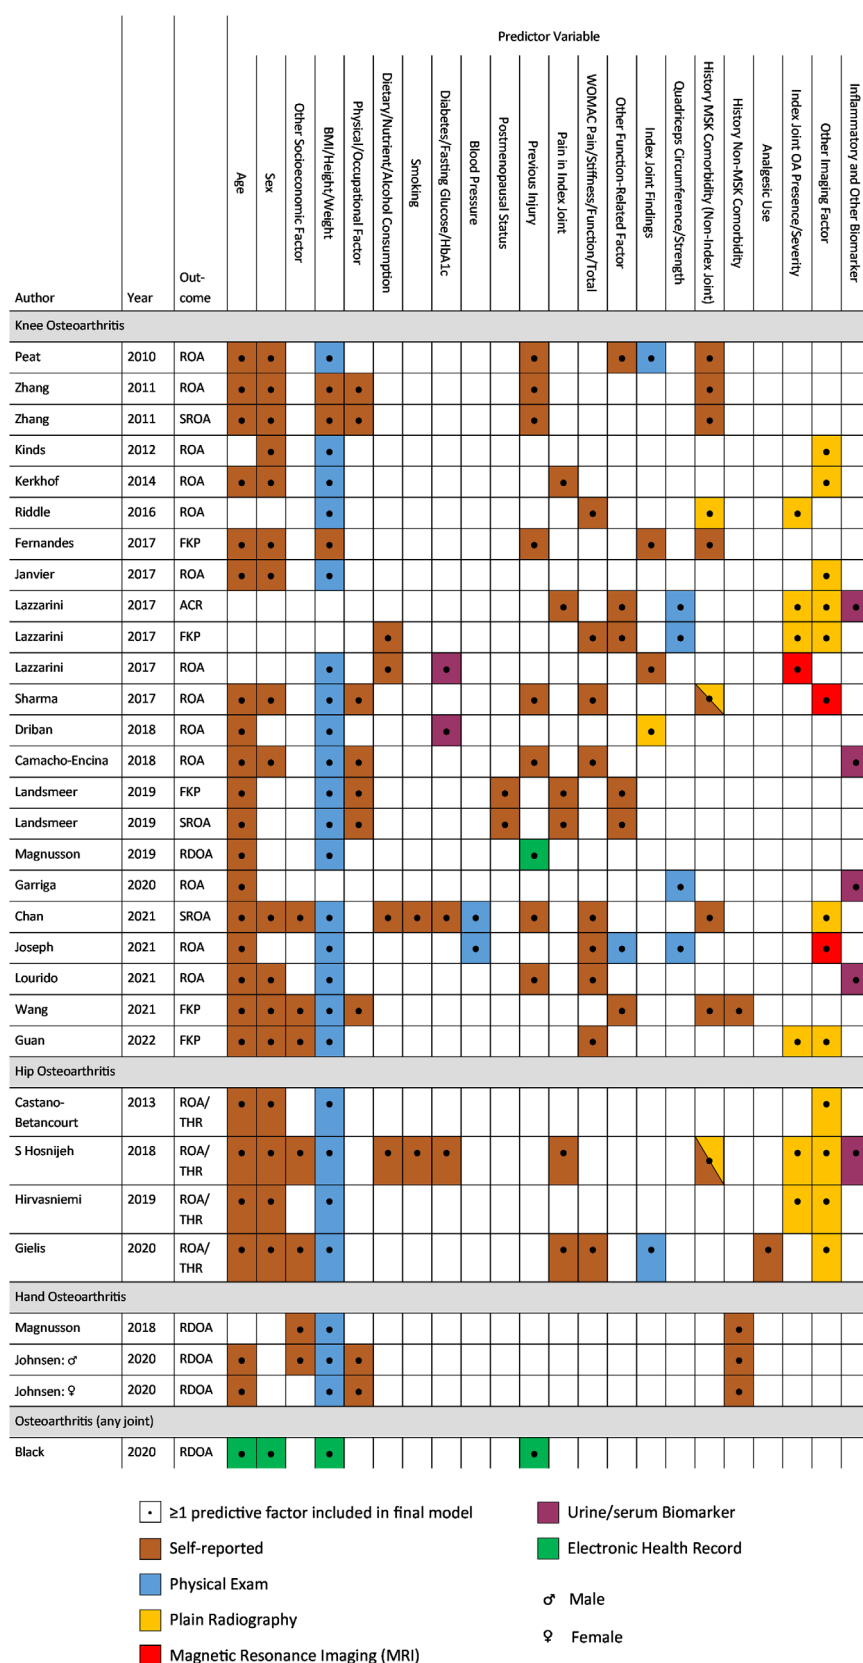 Predictor Variable
Author
Year
Out-
come
Age
Sex
Other Socioeconomic Factor
BMI/Height/Weight
Physical/Occupational Factor
Dietary/Nutrient/Alcohol Consumption
Smoking
Diabetes/Fasting Glucose/HbA1c
Blood Pressure
Postmenopausal Status
Previous Injury
Pain in Index Joint
WOMAC Pain/Stiffness/Function/Total
Other Function-Related Factor
Index Joint Findings
Quadriceps Circumference/Strength
History MSK Comorbidity (Non-Index Joint)
History Non-MSK Comorbidity
Analgesic Use
Index Joint OA Presence/Severity
Other Imaging Factor
Inflammatory and Other Biomarker
Knee Osteoarthritis
Peat 2010 ROA
Zhang 2011 ROA
Zhang 2011 SROA
Kinds 2012 ROA
Kerkhof 2014 ROA
Riddle 2016 ROA
Fernandes 2017 FKP
Janvier 2017 ROA
Lazzarini 2017 ACR
Lazzarini 2017 FKP
Lazzarini 2017 ROA
Sharma 2017 ROA
Driban 2018 ROA
Camacho-Encina 2018 ROA
Landsmeer 2019 FKP
Landsmeer 2019 SROA
Magnusson 2019 RDOA
Garriga 2020 ROA
Chan 2021 SROA
Joseph 2021 ROA
Lourido 2021 ROA
Wang 2021 FKP
Guan 2022 FKP
Hip Osteoarthritis
Castano- 2013 ROA/
Betancourt THR
S Hosnijeh 2018 ROA/
THR
Hirvasniemi 2019 ROA/
THR
Gielis 2020 ROA/
THR
Hand Osteoarthritis
Magnusson 2018 RDOA
Johnsen: ♂ 2020 RDOA
Johnsen: ♀ 2020 RDOA
Osteoarthritis (any joint)
Black 2020 RDOA
≥1 predictive factor included in final model
Self-reported
Physical Exam
Plain Radiography
Magnetic Resonance Imaging (MRI)
Urine/serum Biomarker
Electronic Health Record
♂ Male
♀ Female